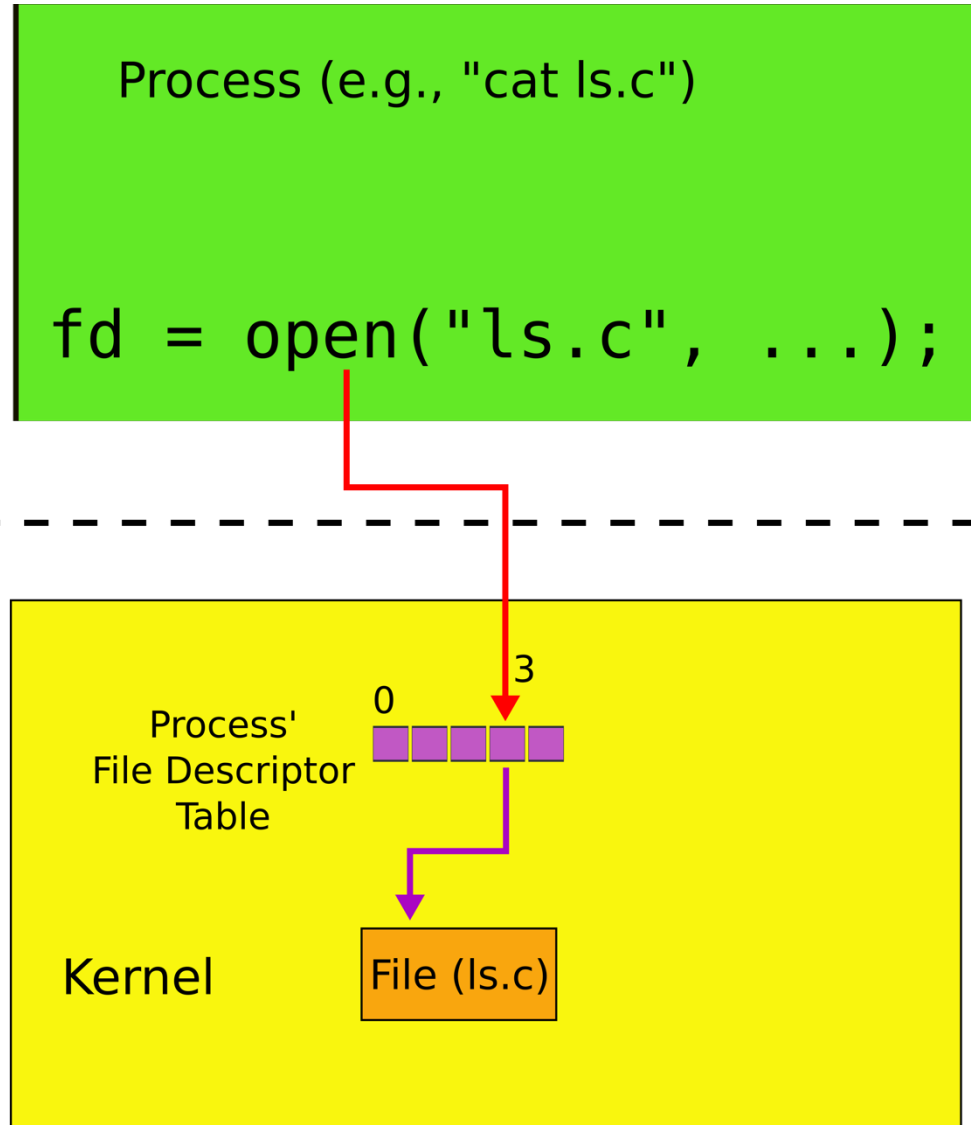 Process (e.g., "cat ls.c")
fd = open("ls.c", ...);
3
0
Process'
File Descriptor
Table
Kernel
File (ls.c)